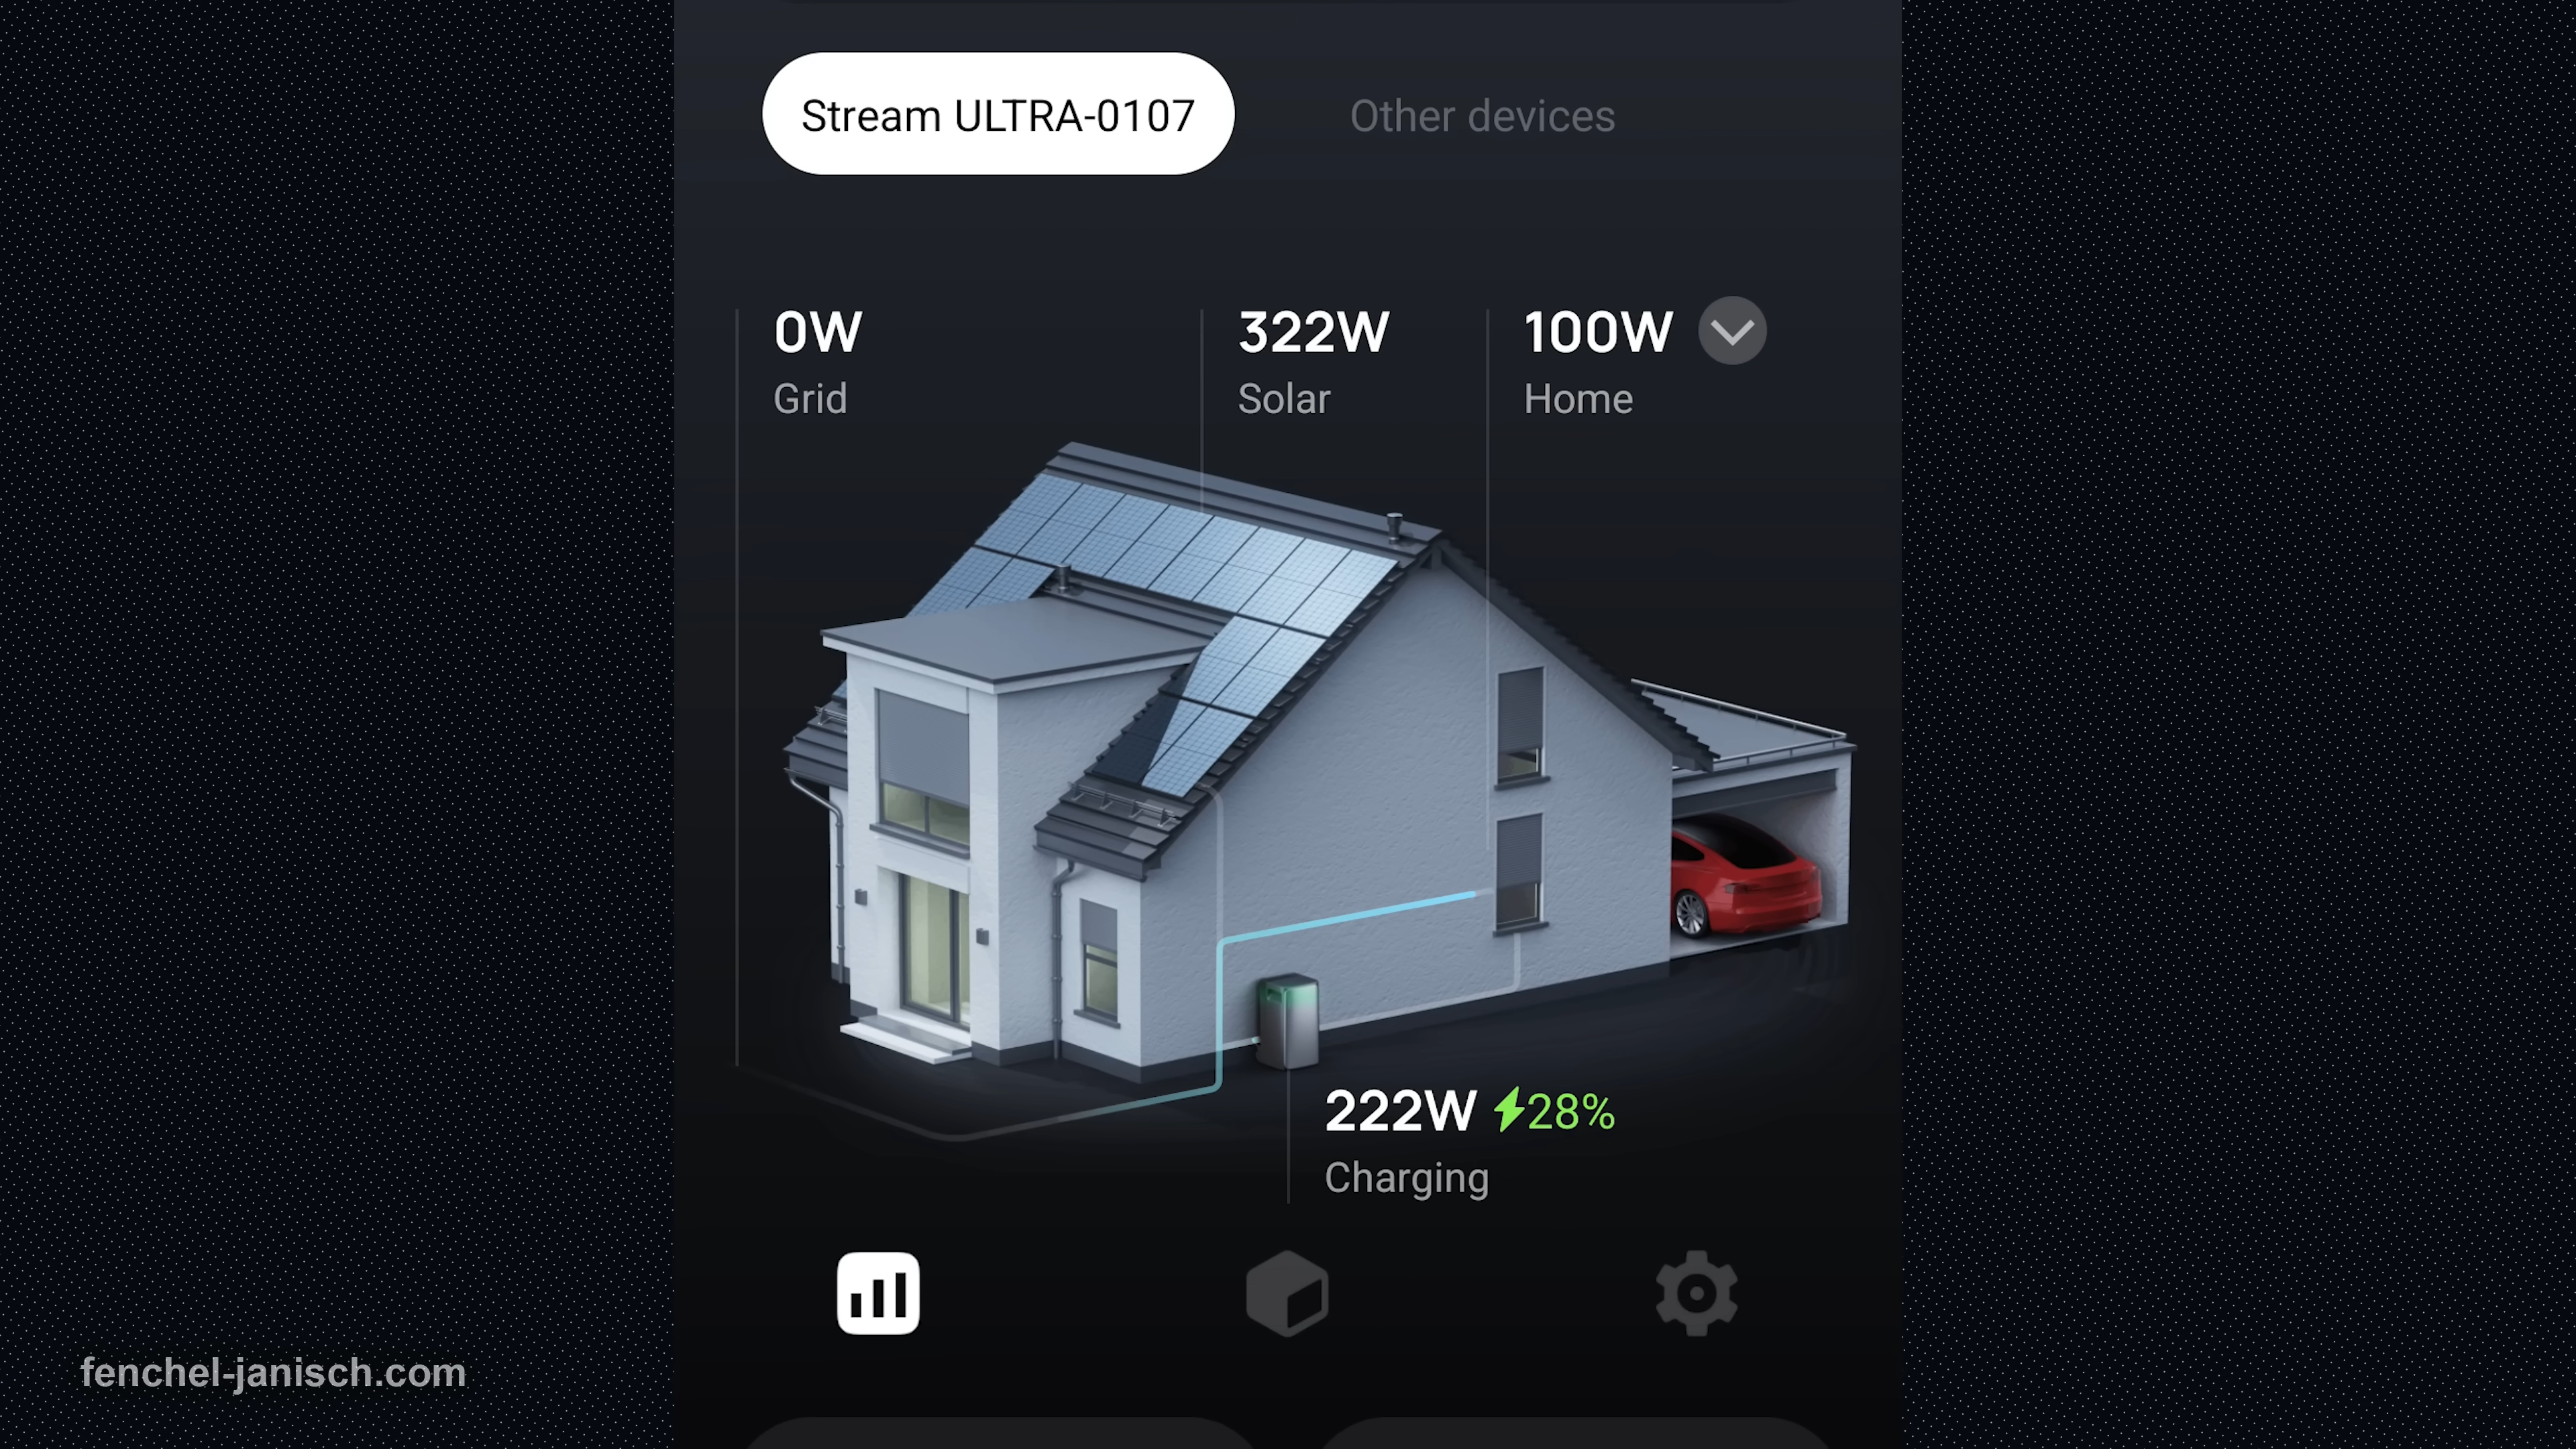 Stream ULTRA-0107
Other devices
0W
Grid
322W
Solar
100W
Home
222W 28%
Charging
fenchel-janisch.com